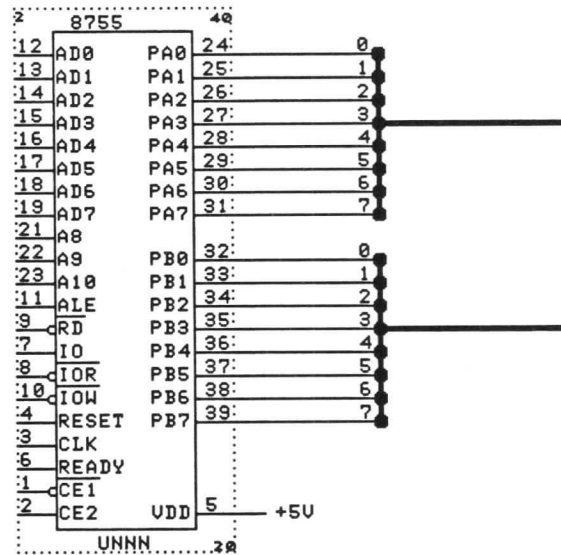 2 8755 40
12 AD0 PA0 24 0
13 AD1 PA1 25 1
14 AD2 PA2 26 2
15 AD3 PA3 27 3
16 AD4 PA4 28 4
17 AD5 PA5 29 5
18 AD6 PA6 30 6
19 AD7 PA7 31 7
21 A8
22 A9 PB0 32 0
23 A10 PB1 33 1
11 ALE PB2 34 2
9 RD PB3 35 3
7 IO PB4 36 4
8 IOR PB5 37 5
10 IOW PB6 38 6
4 RESET PB7 39 7
3 CLK
6 READY
1 CE1
2 CE2 VDD 5 +5V
UNNN 20